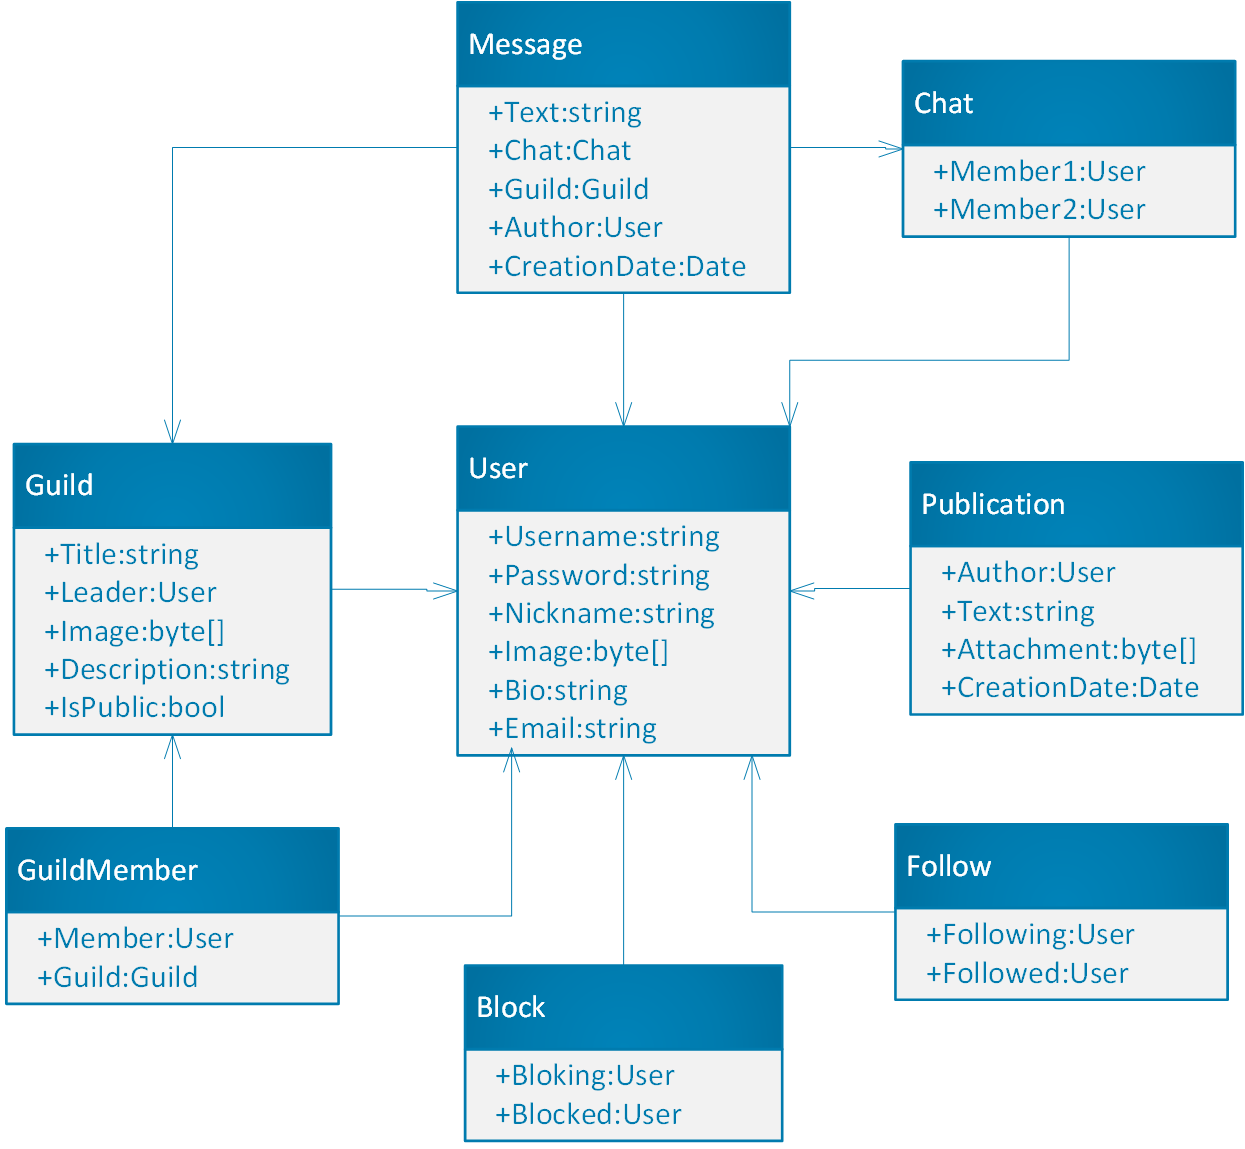 Message
+Text:string
+Chat:Chat
+Guild:Guild
+Author:User
+CreationDate:Date
Chat
+Member1:User
+Member2:User
Guild
+Title:string
+Leader:User
+Image:byte[]
+Description:string
+IsPublic:bool
User
+Username:string
+Password:string
+Nickname:string
+Image:byte[]
+Bio:string
+Email:string
Publication
+Author:User
+Text:string
+Attachment:byte[]
+CreationDate:Date
GuildMember
+Member:User
+Guild:Guild
Block
+Bloking:User
+Blocked:User
Follow
+Following:User
+Followed:User